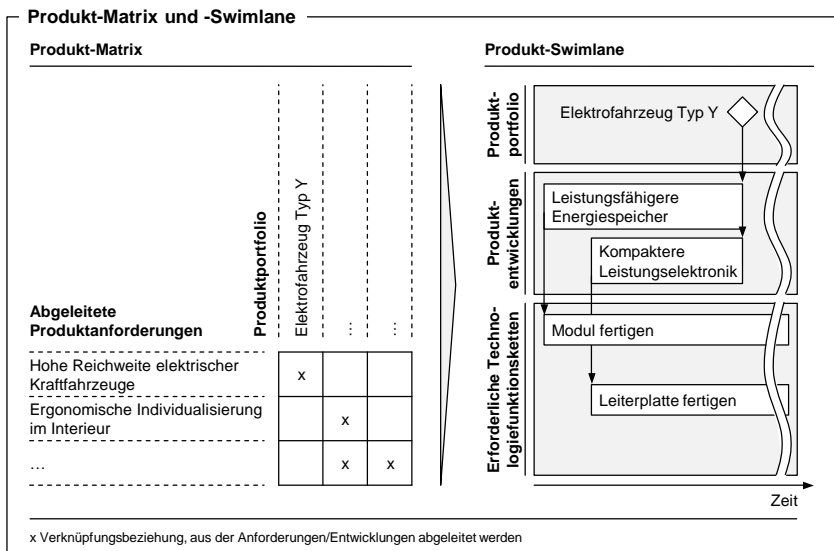 Produkt-Matrix und -Swimlane
Produkt-Matrix
Produktportfolio
Elektrofahrzeug Typ Y
…
…
Abgeleitete
Produktanforderungen
Hohe Reichweite elektrischer
Kraftfahrzeuge
x
Ergonomische Individualisierung
im Interieur
x
…
x
x
Produkt-Swimlane
Produkt-
portfolio
Elektrofahrzeug Typ Y
Produkt-
entwicklungen
Leistungsfähigere
Energiespeicher
Kompaktere
Leistungselektronik
Erforderliche Techno-
logiefunktionsketten
Modul fertigen
Leiterplatte fertigen
Zeit
x Verknüpfungsbeziehung, aus der Anforderungen/Entwicklungen abgeleitet werden